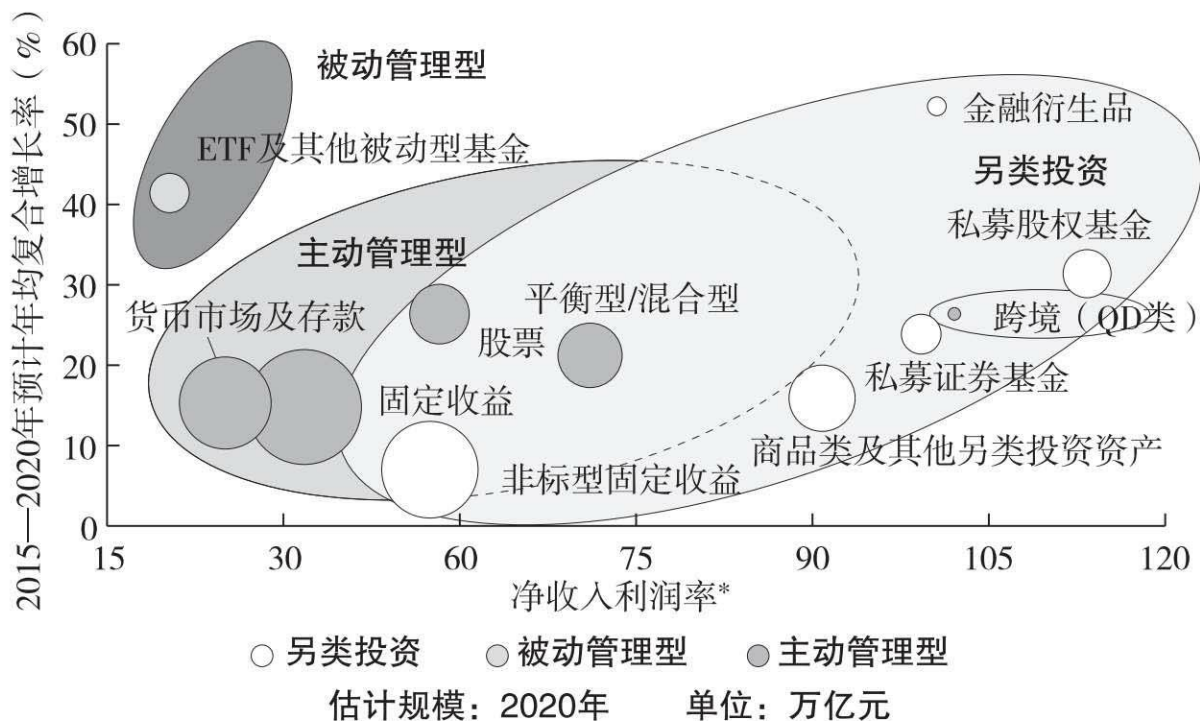 2015—2020年预计年均复合增长率（%）
60
50
40
30
20
10
0
被动管理型
ETF及其他被动型基金
主动管理型
货币市场及存款
平衡型/混合型
股票
固定收益
非标型固定收益
金融衍生品
另类投资
私募股权基金
跨境（QD类）
私募证券基金
商品类及其他另类投资资产
15 30 60 75 90 105 120
净收入利润率*
另类投资 被动管理型 主动管理型
估计规模：2020年 单位：万亿元